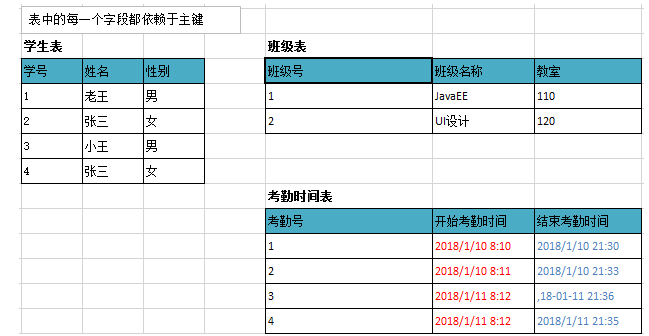 表中的每一个字段都依赖于主键
学生表
学号 姓名 性别
1 老王 男
2 张三 女
3 小王 男
4 张三 女
班级表
班级号 班级名称 教室
1 JavaEE 110
2 UI设计 120
考勤时间表
考勤号 开始考勤时间 结束考勤时间
1 2018/1/10 8:10 2018/1/10 21:30
2 2018/1/10 8:11 2018/1/10 21:33
3 2018/1/11 8:12 ,18-01-11 21:36
4 2018/1/11 8:12 2018/1/11 21:35